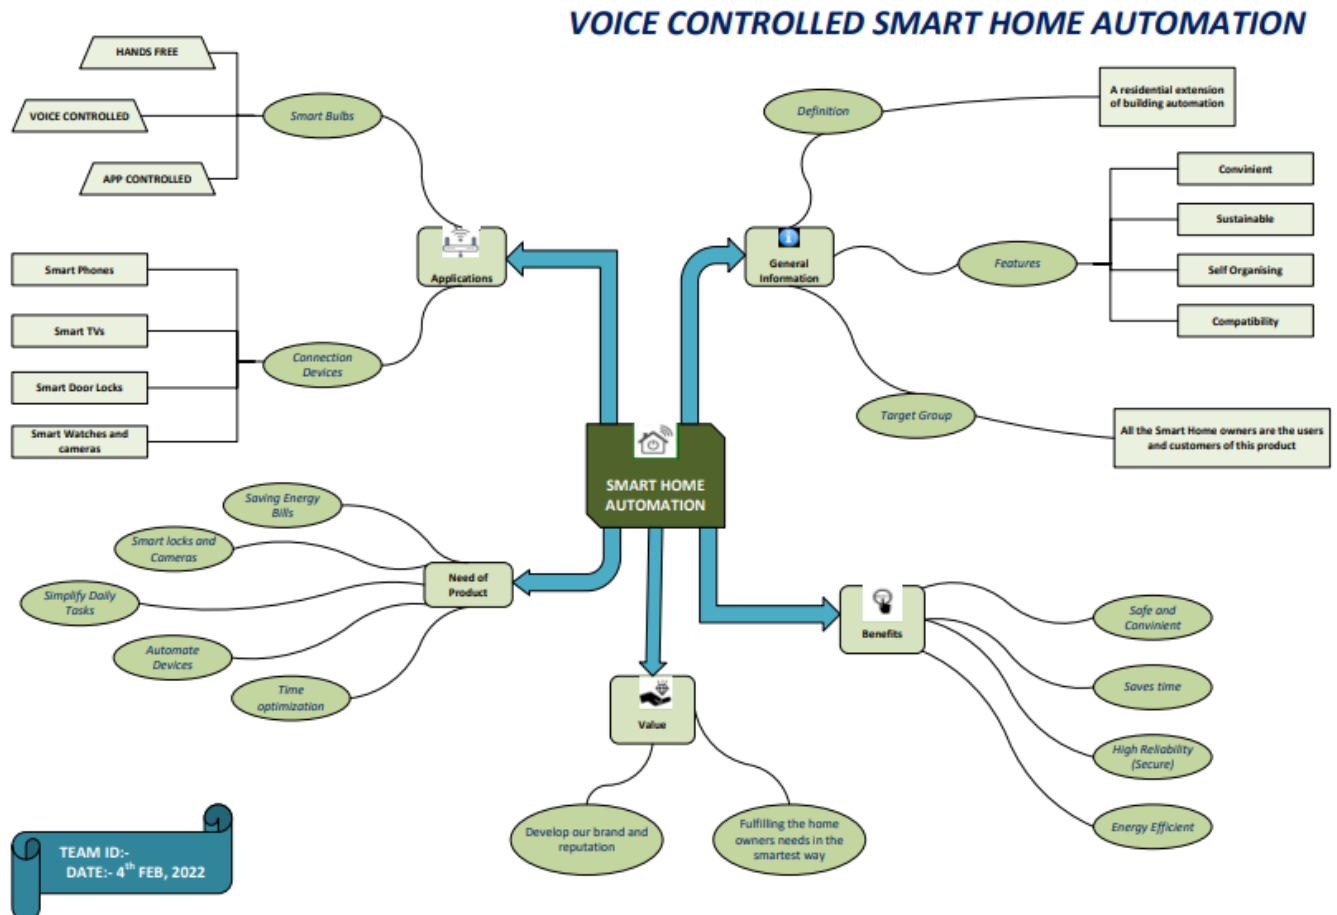 VOICE CONTROLLED SMART HOME AUTOMATION
HANDS FREE
VOICE CONTROLLED
APP CONTROLLED
Smart Bulbs
Smart Phones
Smart TVs
Smart Door Locks
Smart Watches and
cameras
Connection
Devices
Applications
Definition
A residential extension
of building automation
General
Information
Features
Convinient
Sustainable
Self Organising
Compatibility
Target Group
All the Smart Home owners are the users
and customers of this product
SMART HOME
AUTOMATION
Saving Energy
Bills
Smart locks and
Cameras
Simplify Daily
Tasks
Automate
Devices
Time
optimization
Need of
Product
Value
Develop our brand and
reputation
Fulfilling the home
owners needs in the
smartest way
Benefits
Safe and
Convinient
Saves time
High Reliability
(Secure)
Energy Efficient
TEAM ID:-
DATE:- 4th FEB, 2022